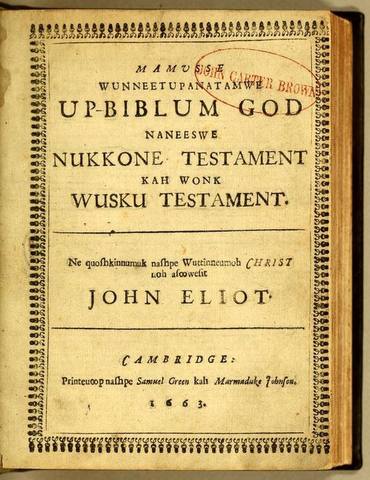 MAMUSSE
WUNNEETUPANATAMWE
UP-BIBLUM GOD
NANEESWE
NUKKONE TESTAMENT
KAH WONK
WUSKU TESTAMENT.
Ne quoshkinnumuk nashpe Wuttinneumoh CHRIST
noh asoowesit
JOHN ELIOT.
CAMBRIDGE:
Printeuoop nashpe Samuel Green kah Marmaduke Johnson.
1663.
JOHN CARTER BROWN